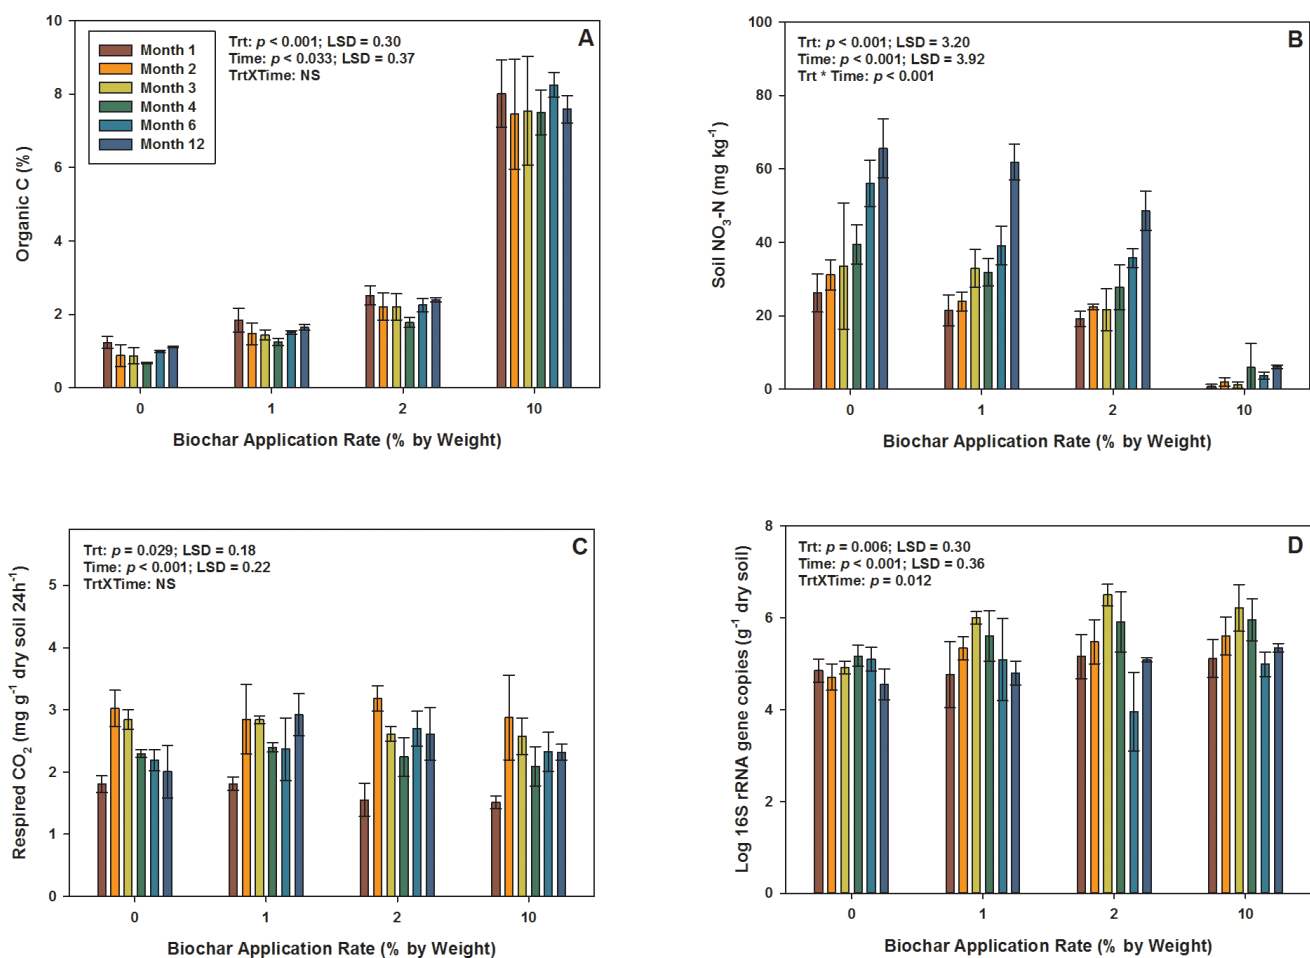 A
Trt: p < 0.001; LSD = 0.30
Time: p < 0.033; LSD = 0.37
TrtXTime: NS
Month 1
Month 2
Month 3
Month 4
Month 6
Month 12
Organic C (%)
10
8
6
4
2
0
0 1 2 10
Biochar Application Rate (% by Weight)
B
Trt: p < 0.001; LSD = 3.20
Time: p < 0.001; LSD = 3.92
Trt * Time: p < 0.001
Soil NO₃-N (mg kg⁻¹)
100
80
60
40
20
0
0 1 2 10
Biochar Application Rate (% by Weight)
C
Trt: p = 0.029; LSD = 0.18
Time: p < 0.001; LSD = 0.22
TrtXTime: NS
Respired CO₂ (mg g⁻¹ dry soil 24h⁻¹)
5
4
3
2
1
0
0 1 2 10
Biochar Application Rate (% by Weight)
D
Trt: p = 0.006; LSD = 0.30
Time: p < 0.001; LSD = 0.36
TrtXTime: p = 0.012
Log 16S rRNA gene copies (g⁻¹ dry soil)
8
6
4
2
0
0 1 2 10
Biochar Application Rate (% by Weight)